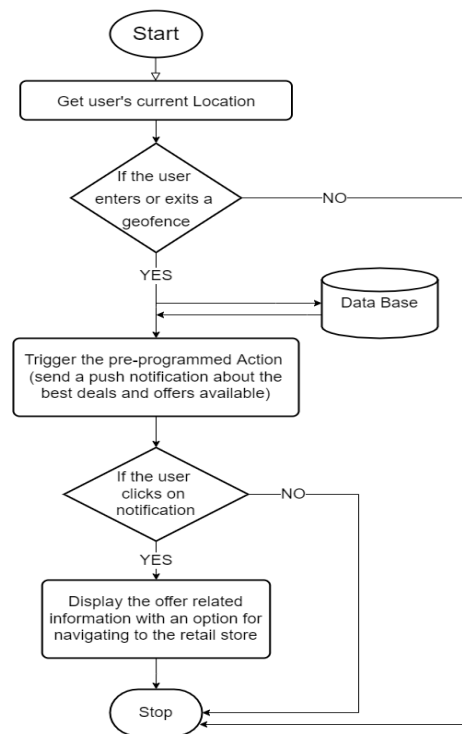 Start
Get user's current Location
If the user
enters or exits a
geofence
NO
YES
Data Base
Trigger the pre-programmed Action
(send a push notification about the
best deals and offers available)
If the user
clicks on
notification
NO
YES
Display the offer related
information with an option for
navigating to the retail store
Stop